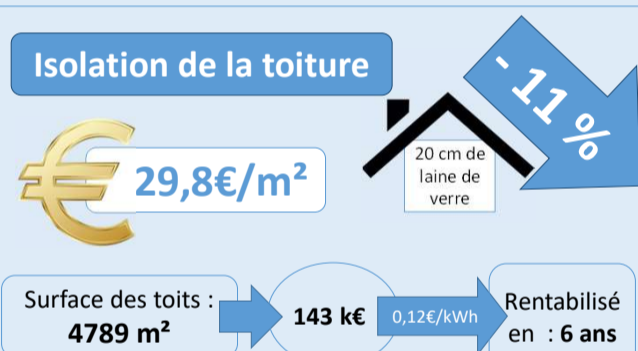 Isolation de la toiture
- 11 %
29,8€/m²
20 cm de
laine de
verre
Surface des toits :
4789 m²
143 k€
0,12€/kWh
Rentabilisé
en : 6 ans